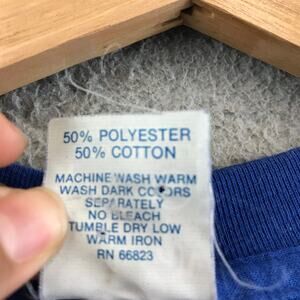 50% POLYESTER
50% COTTON
MACHINE WASH WARM
WASH DARK COLORS
SEPARATELY
NO BLEACH
TUMBLE DRY LOW
WARM IRON
RN 66823